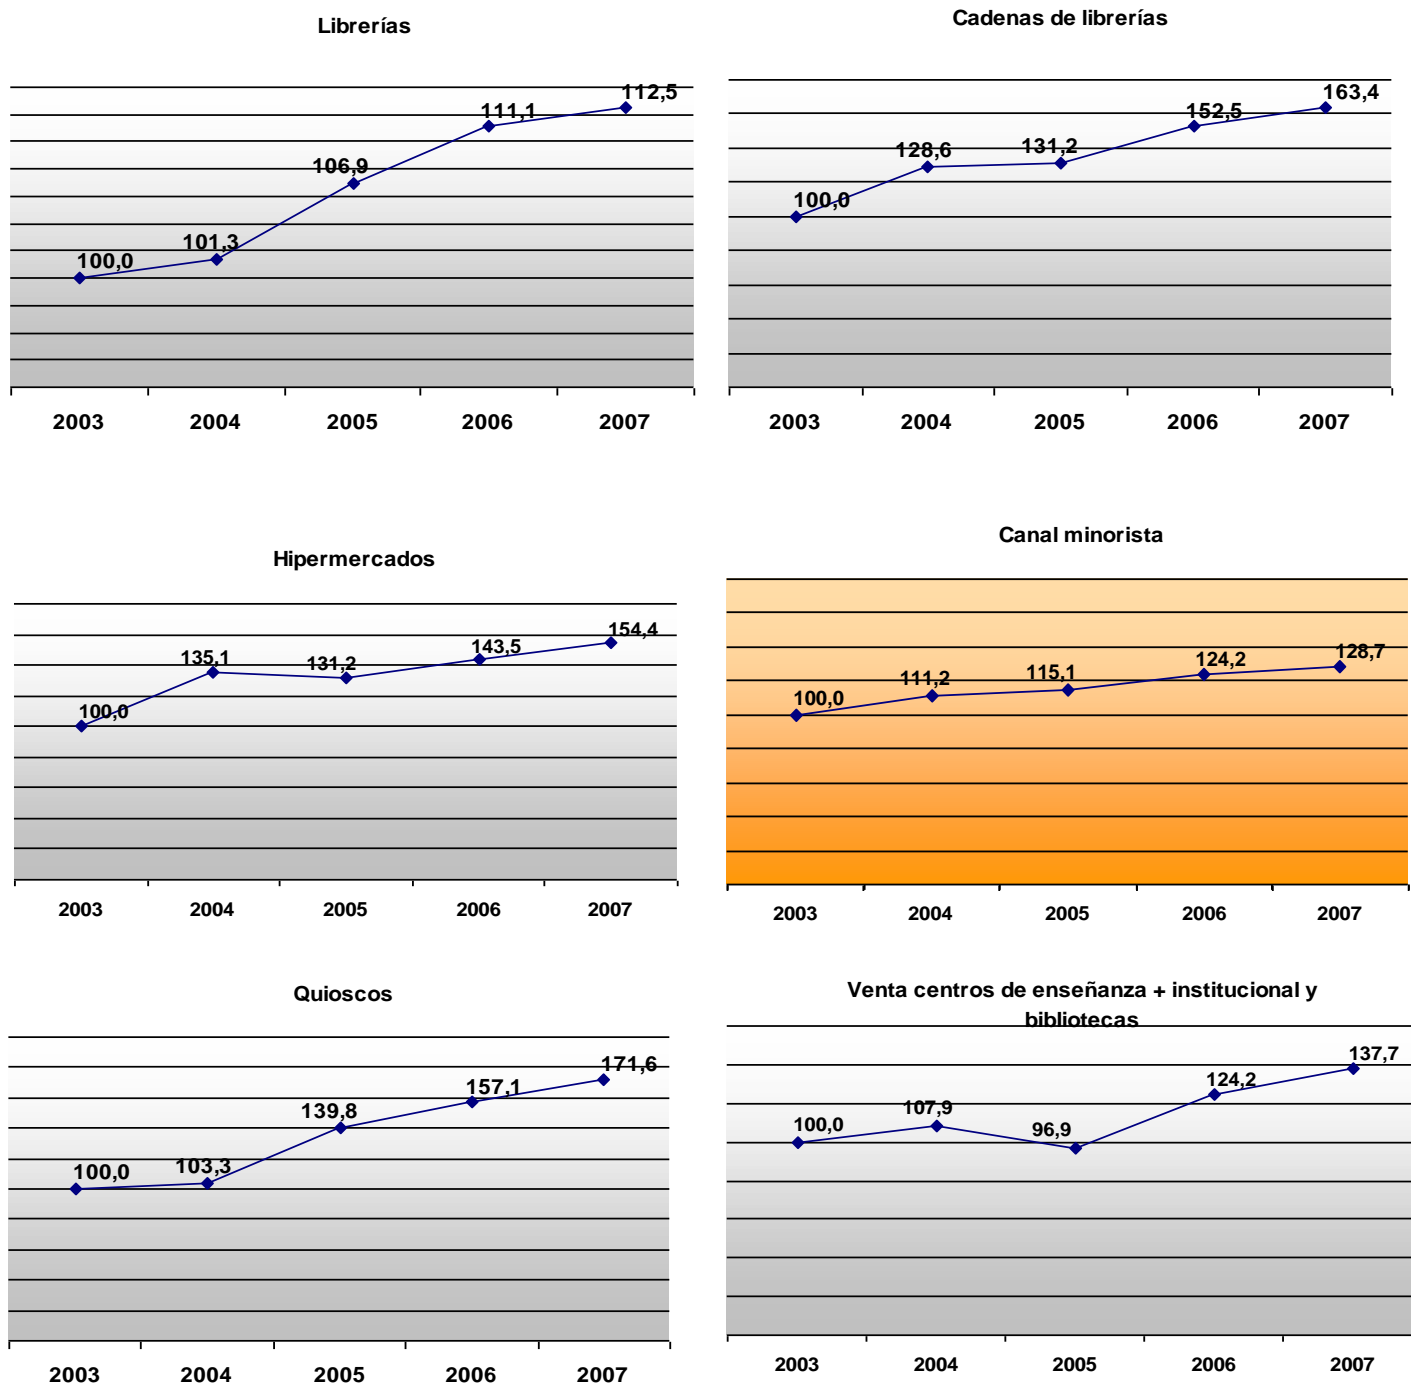 Librerías
100,0
101,3
106,9
111,1
112,5
2003 2004 2005 2006 2007
Cadenas de librerías
100,0
128,6
131,2
152,5
163,4
2003 2004 2005 2006 2007
Hipermercados
100,0
135,1
131,2
143,5
154,4
2003 2004 2005 2006 2007
Canal minorista
100,0
111,2
115,1
124,2
128,7
2003 2004 2005 2006 2007
Quioscos
100,0
103,3
139,8
157,1
171,6
2003 2004 2005 2006 2007
Venta centros de enseñanza + institucional y
bibliotecas
100,0
107,9
96,9
124,2
137,7
2003 2004 2005 2006 2007